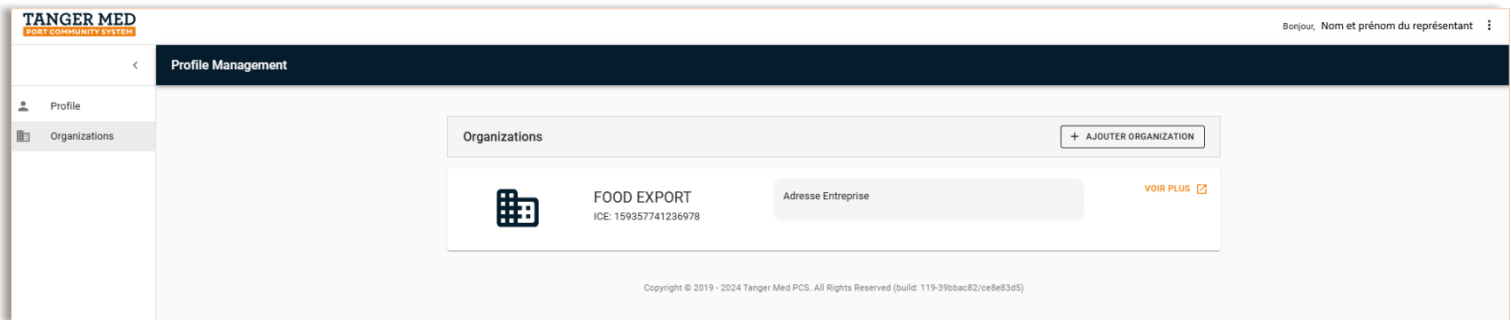 TANGER MED
PORT COMMUNITY SYSTEM
Bonjour, Nom et prénom du représentant
Profile Management
Profile
Organizations
Organizations
+ AJOUTER ORGANIZATION
FOOD EXPORT
ICE: 159357741236978
Adresse Entreprise
VOIR PLUS
Copyright © 2019 - 2024 Tanger Med PCS. All Rights Reserved (build: 119-39bbac82/ce8e83d5)